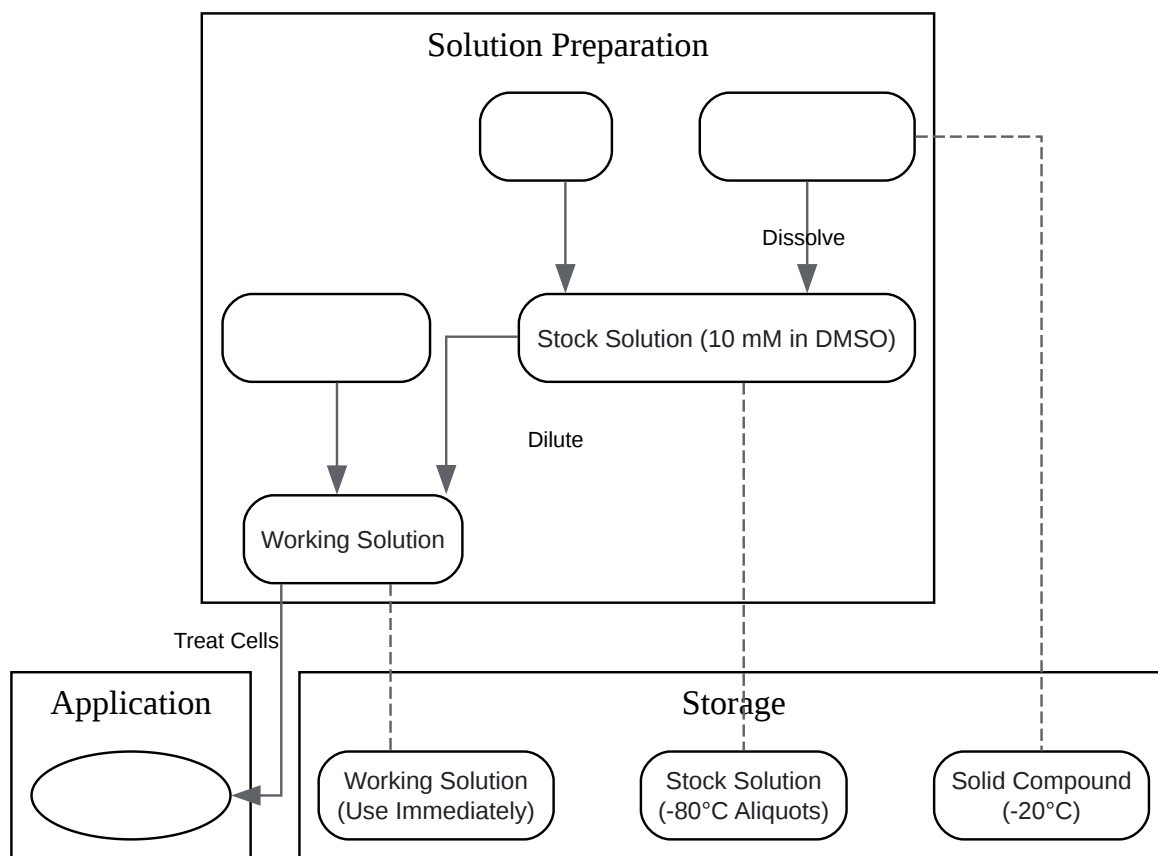 Solution Preparation
Dissolve
Stock Solution (10 mM in DMSO)
Dilute
Working Solution
Treat Cells
Application
Storage
Working Solution
(Use Immediately)
Stock Solution
(-80°C Aliquots)
Solid Compound
(-20°C)